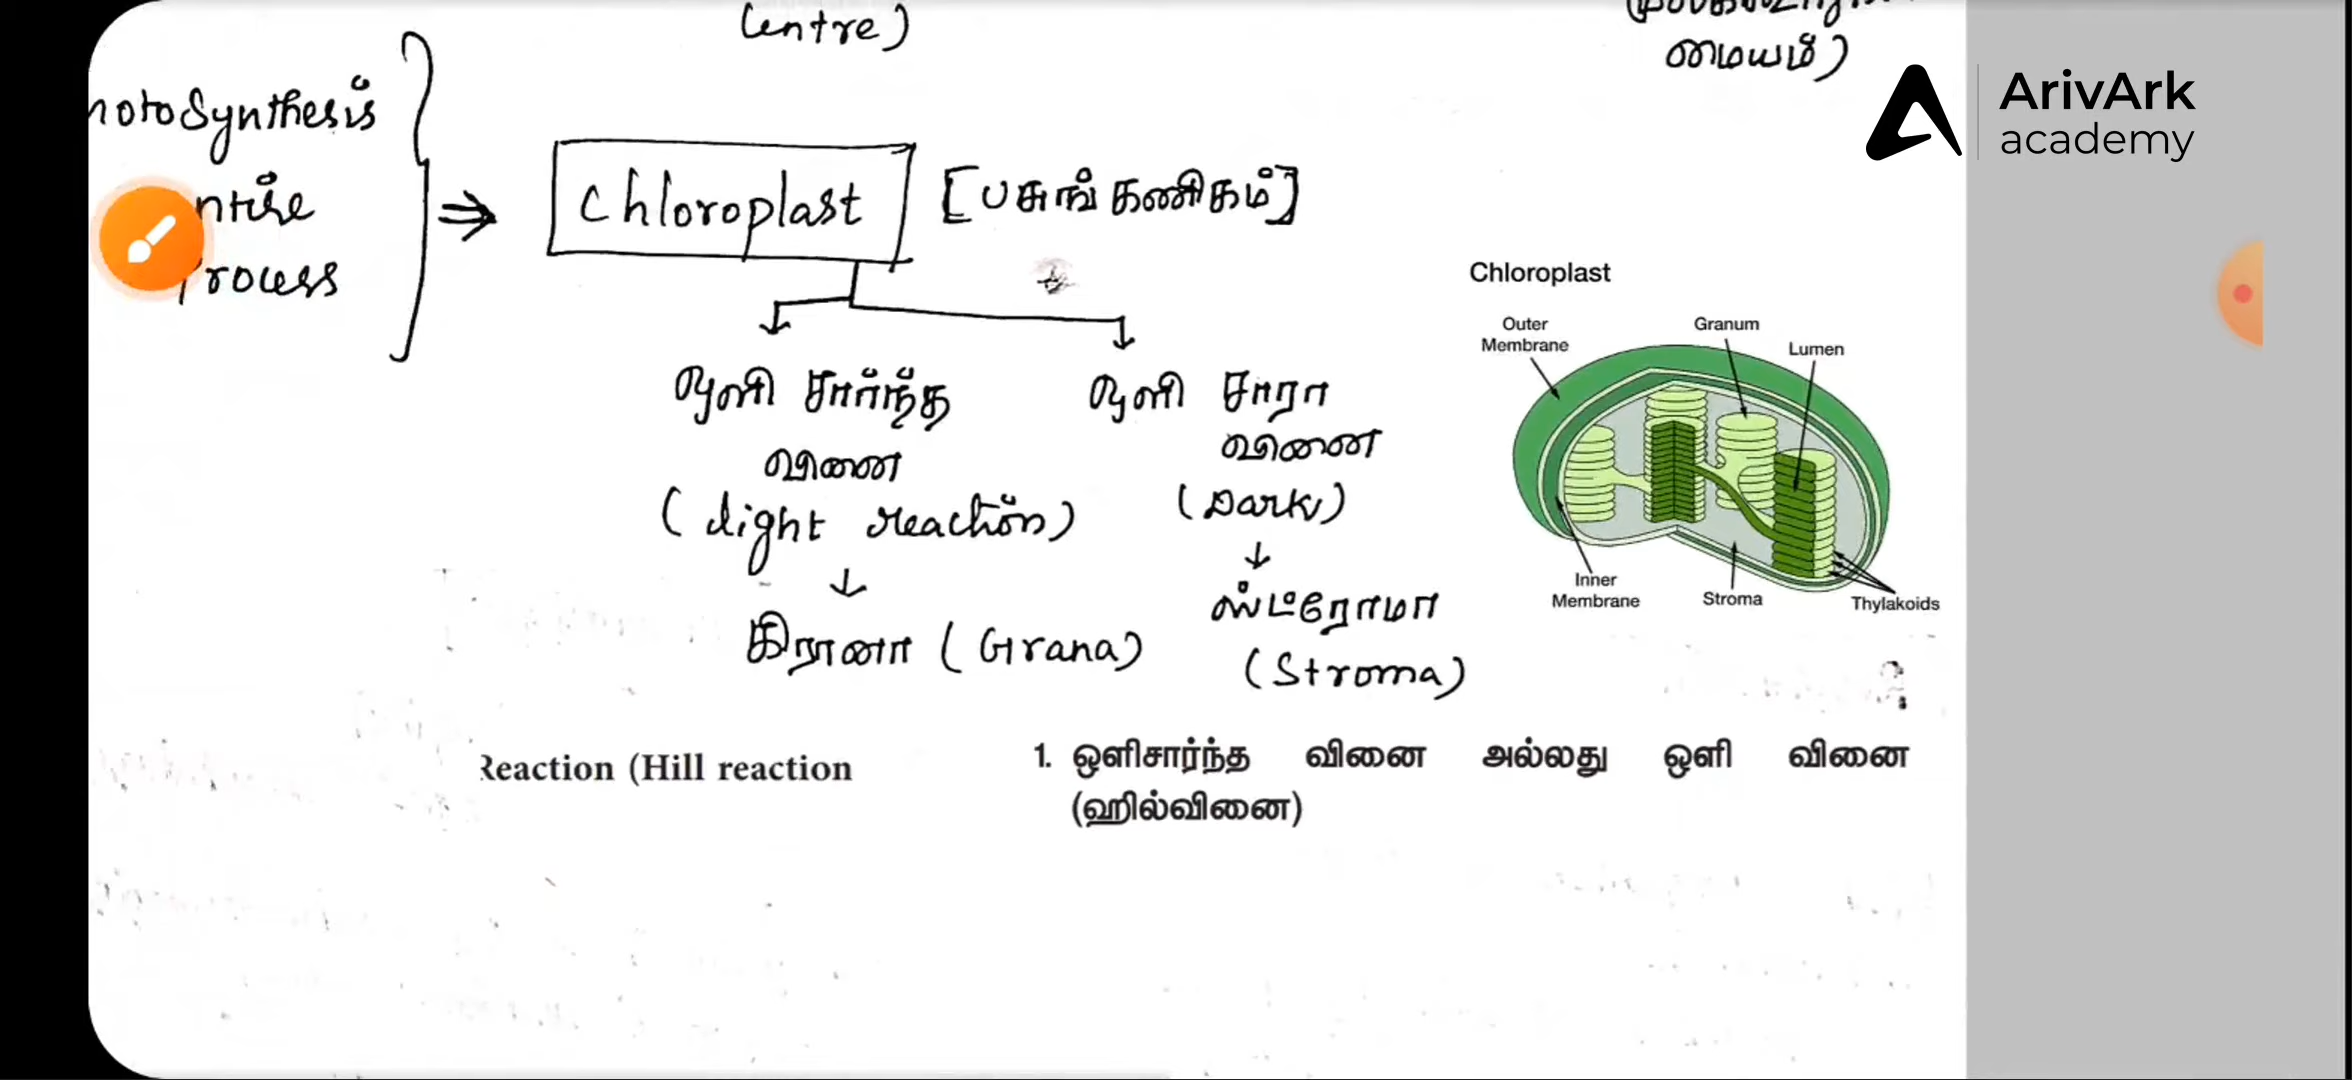 Centre)
மையம்)
ArivArk
academy
Synthesis
Chloroplast [பசுங்கணிகம்]
Chloroplast
Outer
Membrane
Granum
Lumen
ஒளி சார்ந்த
வினை
(Light reaction)
கிரானா (Grana)
ஒளி சாரா
வினை
(Dark)
ஸ்ட்ரோமா
(Stroma)
Inner
Membrane
Stroma
Thylakoids
Reaction (Hill reaction
1. ஒளிசார்ந்த வினை அல்லது ஒளி வினை
(ஹில்வினை)